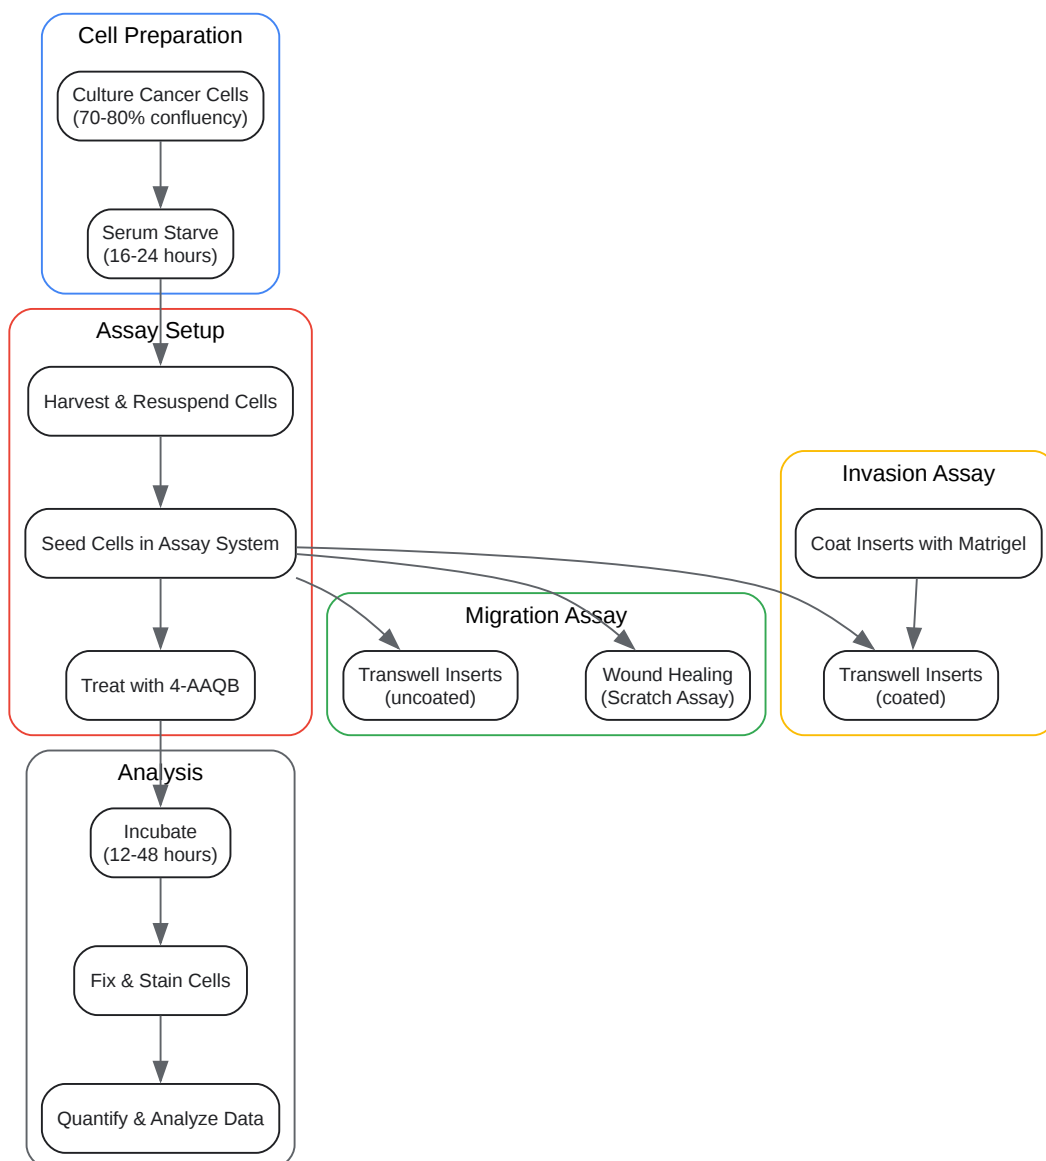 Cell Preparation
Culture Cancer Cells
(70-80% confluency)
Serum Starve
(16-24 hours)
Assay Setup
Harvest & Resuspend Cells
Seed Cells in Assay System
Treat with 4-AAQB
Migration Assay
Transwell Inserts
(uncoated)
Wound Healing
(Scratch Assay)
Invasion Assay
Coat Inserts with Matrigel
Transwell Inserts
(coated)
Analysis
Incubate
(12-48 hours)
Fix & Stain Cells
Quantify & Analyze Data